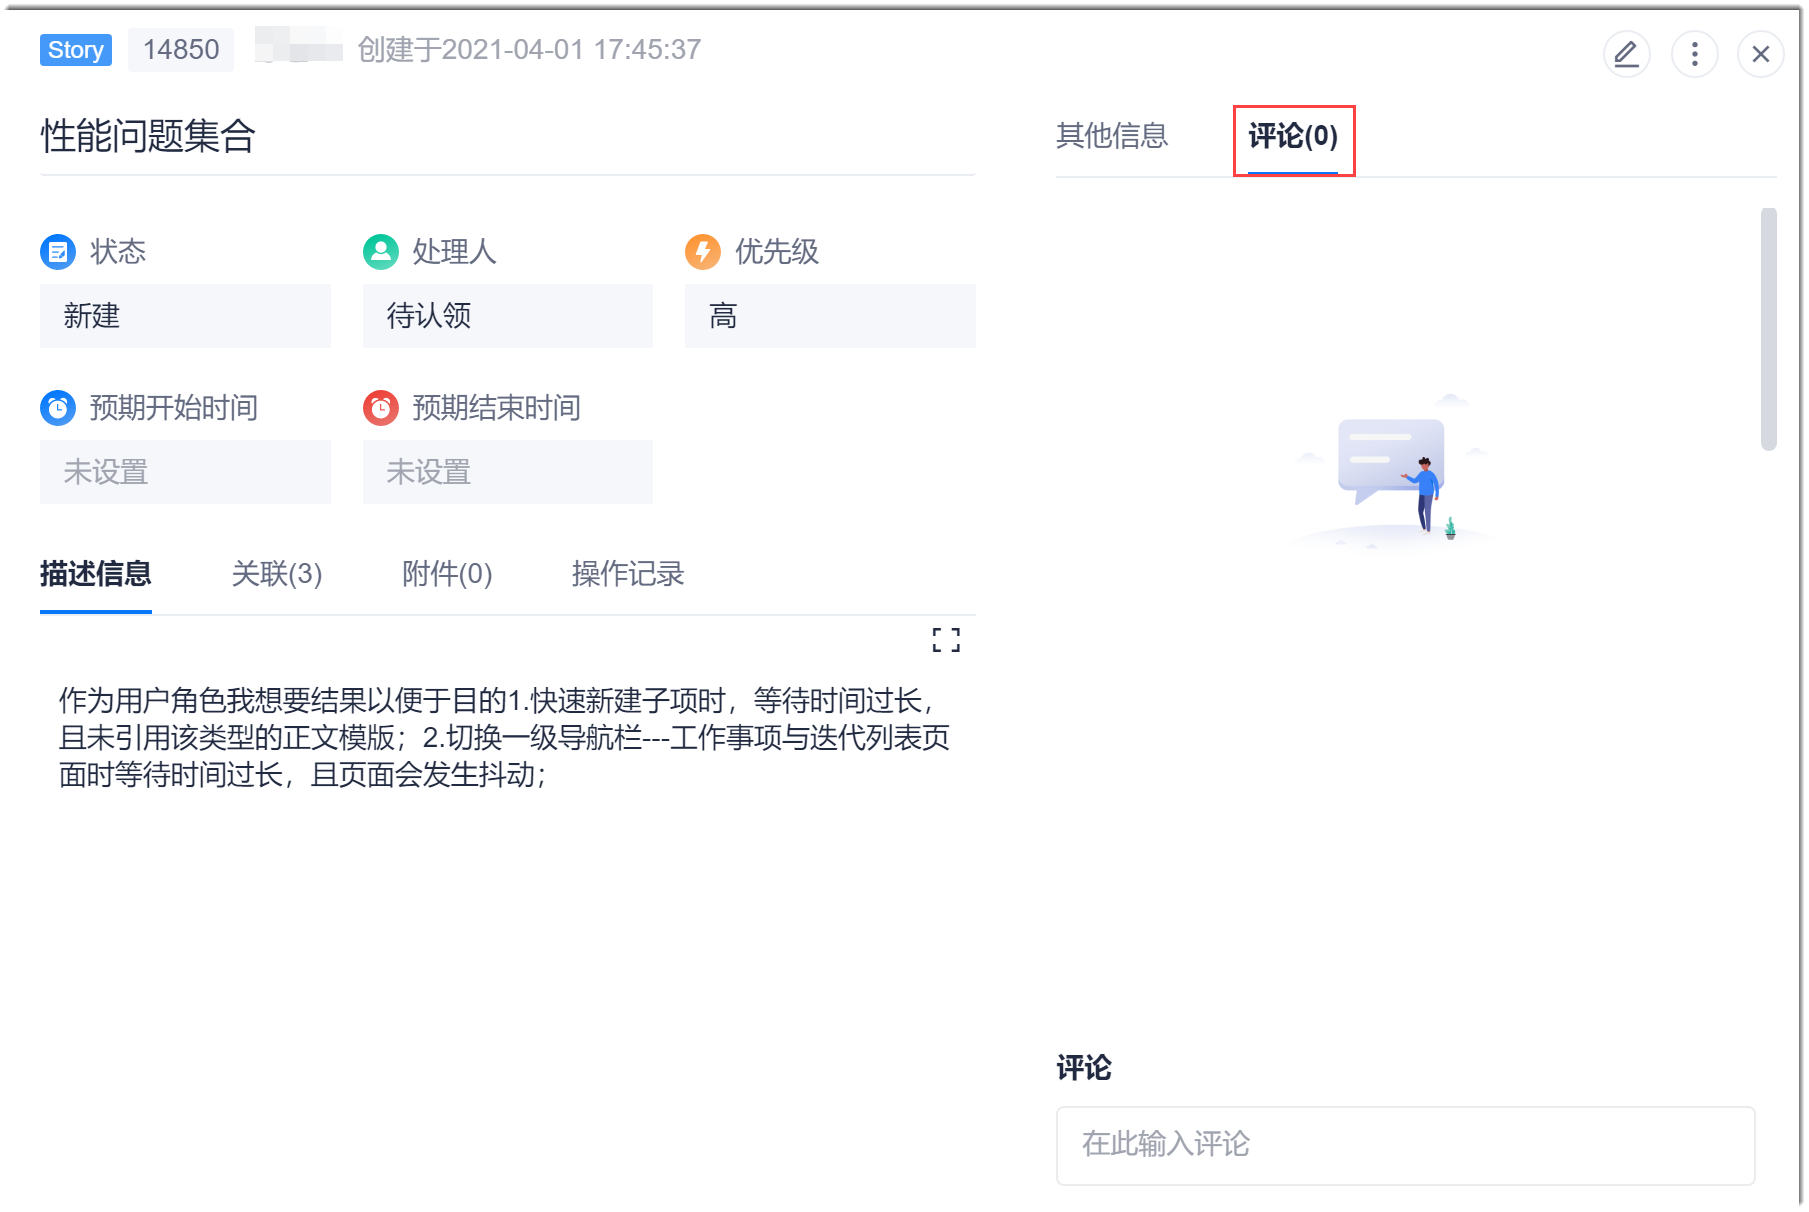 Story 14850 创建于2021-04-01 17:45:37
性能问题集合
其他信息 评论(0)
状态 处理人 优先级
新建 待认领 高
预期开始时间 预期结束时间
未设置 未设置
描述信息 关联(3) 附件(0) 操作记录
作为用户角色我想要结果以便于目的1.快速新建子项时，等待时间过长，
且未引用该类型的正文模版；2.切换一级导航栏---工作事项与迭代列表页
面时等待时间过长，且页面会发生抖动；
评论
在此输入评论